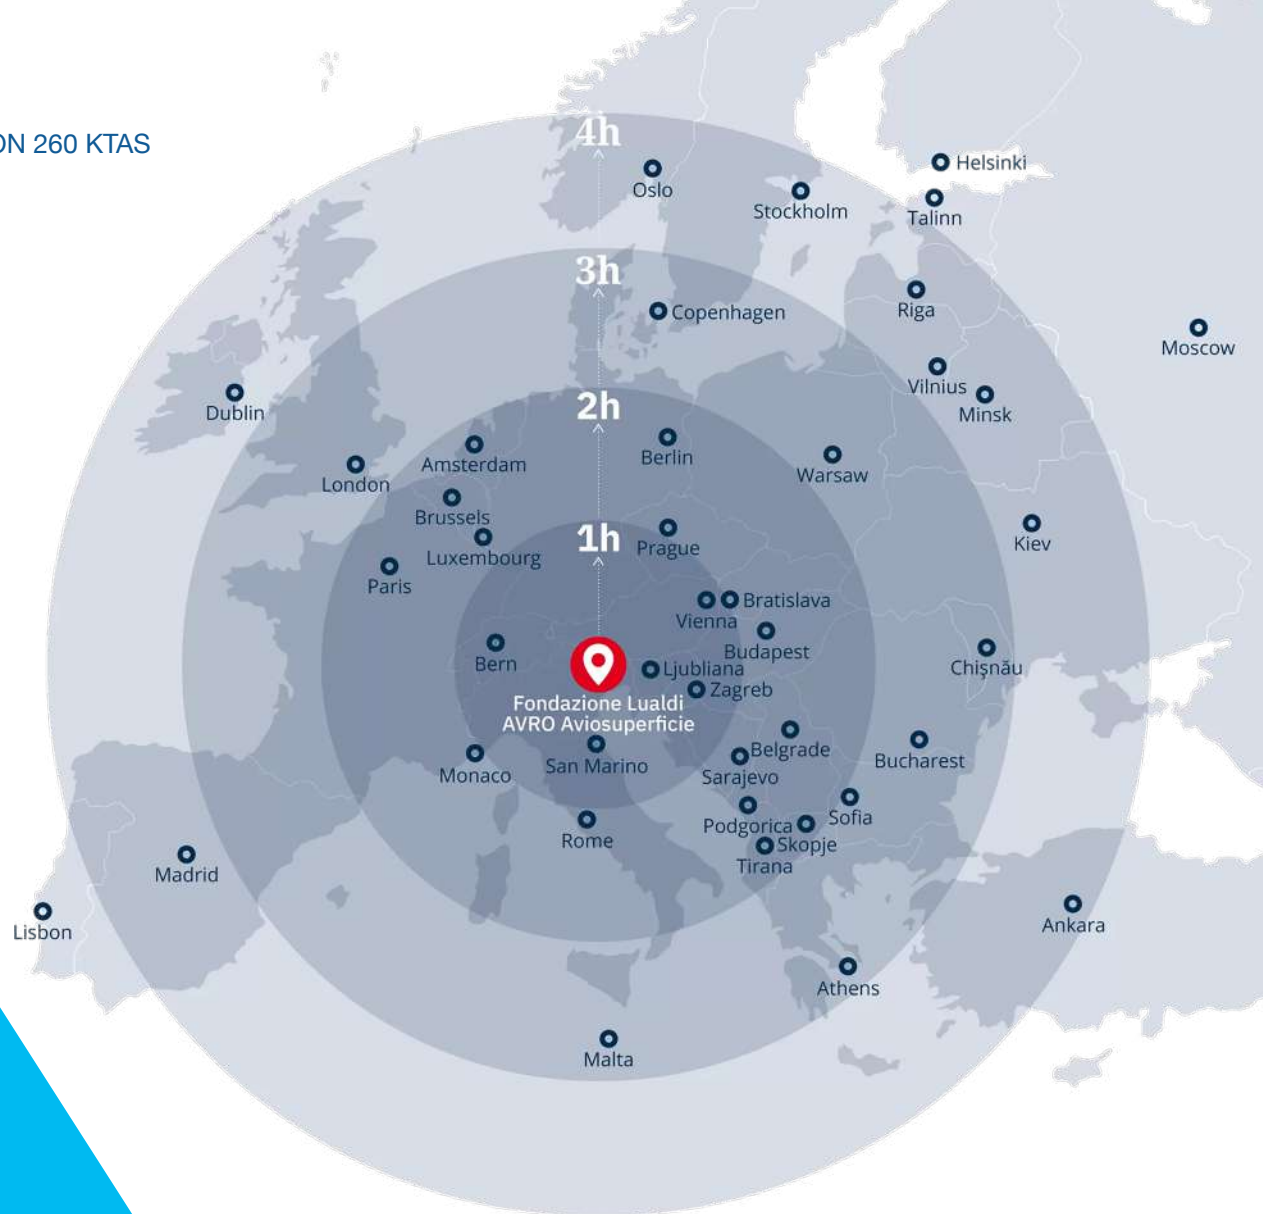 ON 260 KTAS
4h
Oslo
Helsinki
Stockholm
Talinn
3h
Copenhagen
Riga
Moscow
Vilnius
Minsk
Dublin
2h
Amsterdam
Berlin
Warsaw
London
Brussels
Luxembourg
1h
Prague
Kiev
Paris
Bratislava
Vienna
Budapest
Bern
Ljubliana
Chişnău
Zagreb
Fondazione Lualdi
AVRO Aviosuperficie
Belgrade
Bucharest
Monaco
San Marino
Sarajevo
Sofia
Podgorica
Skopje
Rome
Tirana
Madrid
Lisbon
Ankara
Athens
Malta